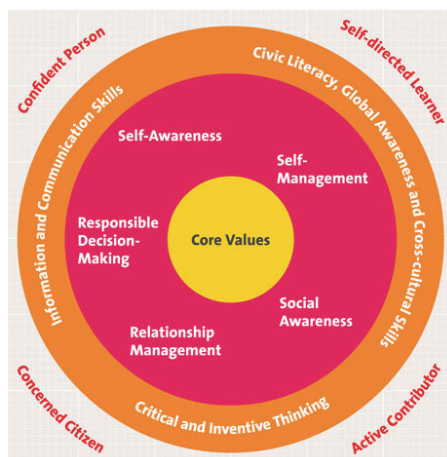 Confident Person
Self-directed Learner
Information and Communication Skills
Civic Literacy, Global Awareness and Cross-cultural Skills
Self-Awareness
Self-
Management
Responsible
Decision-
Making
Core Values
Social
Awareness
Relationship
Management
Critical and Inventive Thinking
Concerned Citizen
Active Contributor